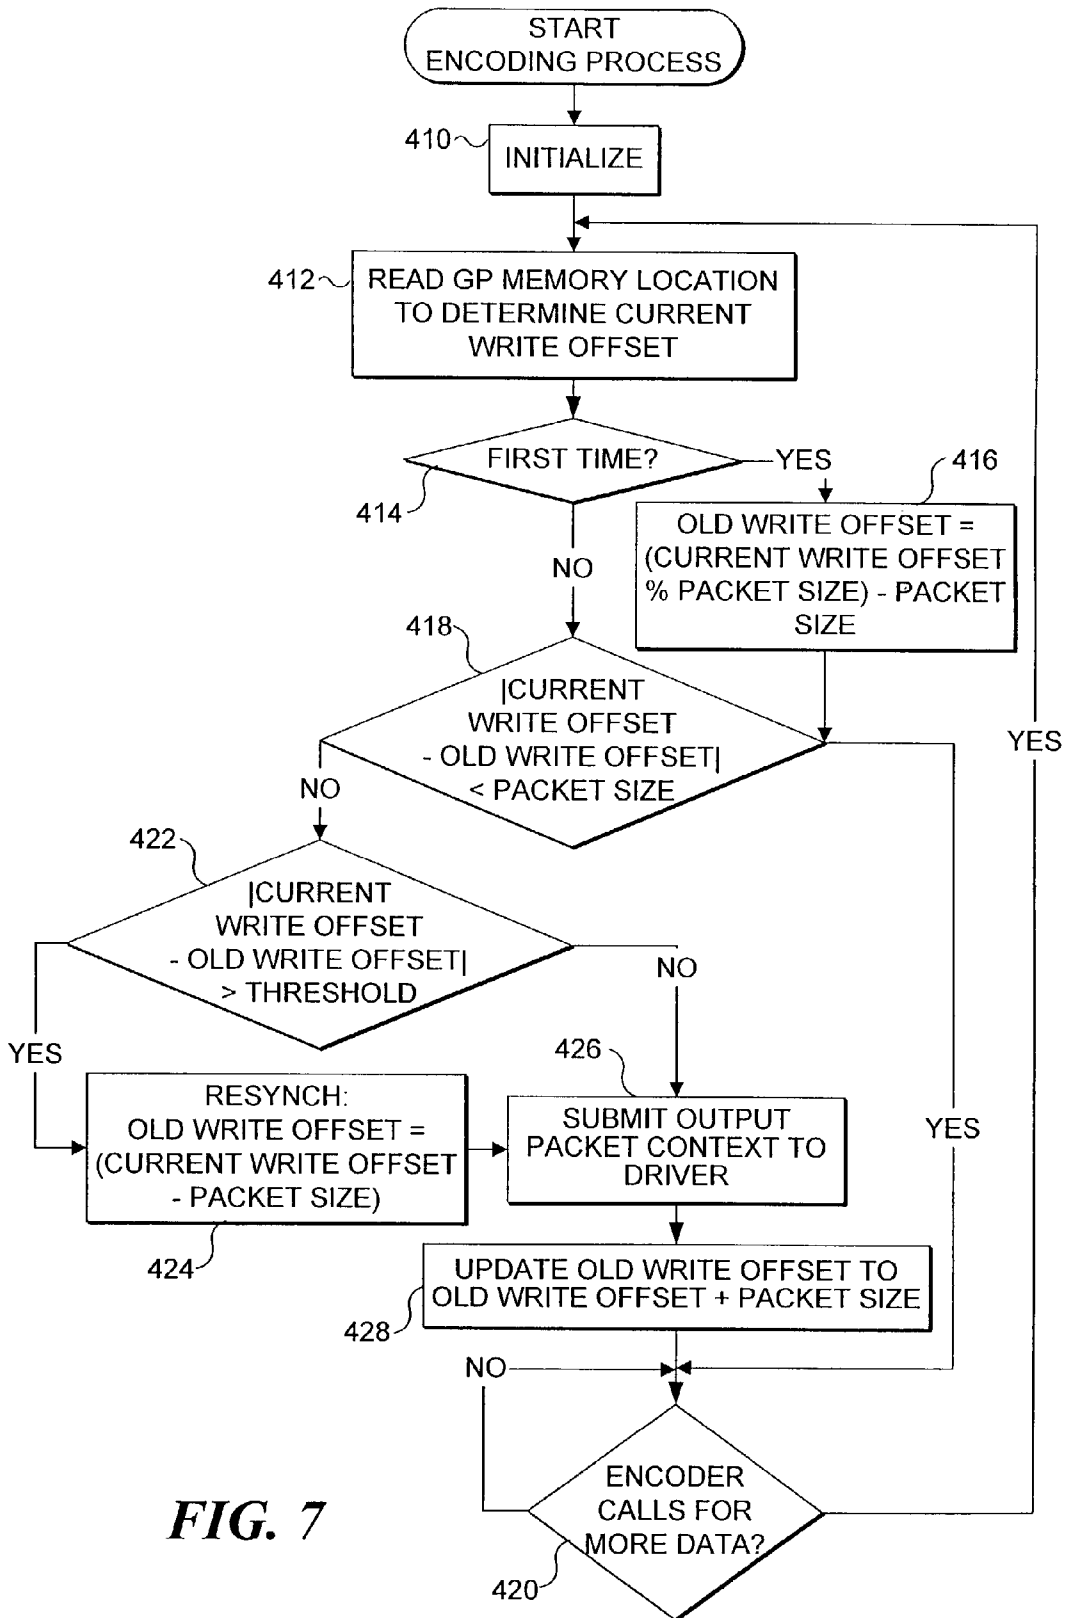 START
ENCODING PROCESS
410
INITIALIZE
412
READ GP MEMORY LOCATION
TO DETERMINE CURRENT
WRITE OFFSET
FIRST TIME?
YES
414
416
OLD WRITE OFFSET =
(CURRENT WRITE OFFSET
% PACKET SIZE) - PACKET
SIZE
NO
418
|CURRENT
WRITE OFFSET
- OLD WRITE OFFSET|
< PACKET SIZE
YES
NO
422
|CURRENT
WRITE OFFSET
- OLD WRITE OFFSET|
> THRESHOLD
NO
YES
RESYNCH:
OLD WRITE OFFSET =
(CURRENT WRITE OFFSET
- PACKET SIZE)
424
426
SUBMIT OUTPUT
PACKET CONTEXT TO
DRIVER
YES
UPDATE OLD WRITE OFFSET TO
OLD WRITE OFFSET + PACKET SIZE
428
NO
ENCODER
CALLS FOR
MORE DATA?
420
FIG. 7